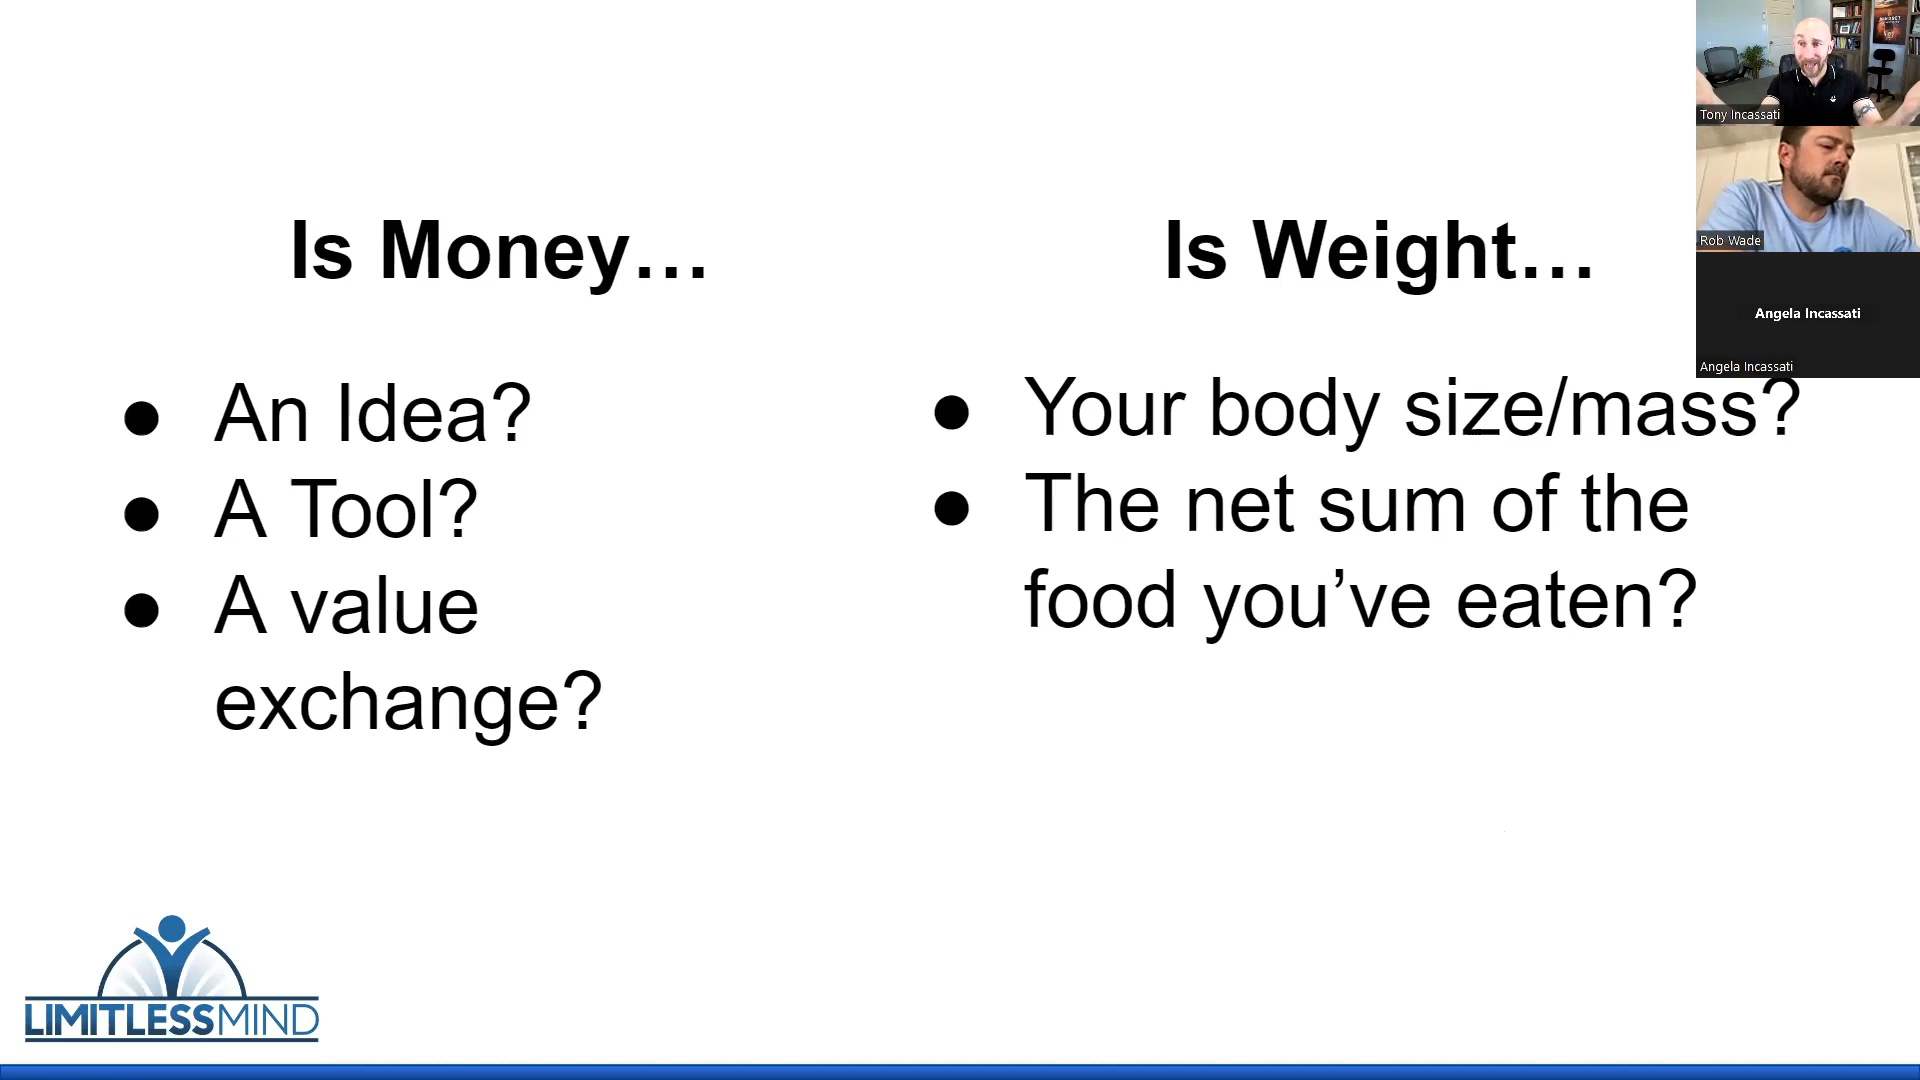 Is Money…
● An Idea?
● A Tool?
● A value
exchange?
Is Weight…
● Your body size/mass?
● The net sum of the
food you’ve eaten?
Tony Incassati
Rob Wade
Angela Incassati
Angela Incassati
MINDSET
LIMITLESSMIND